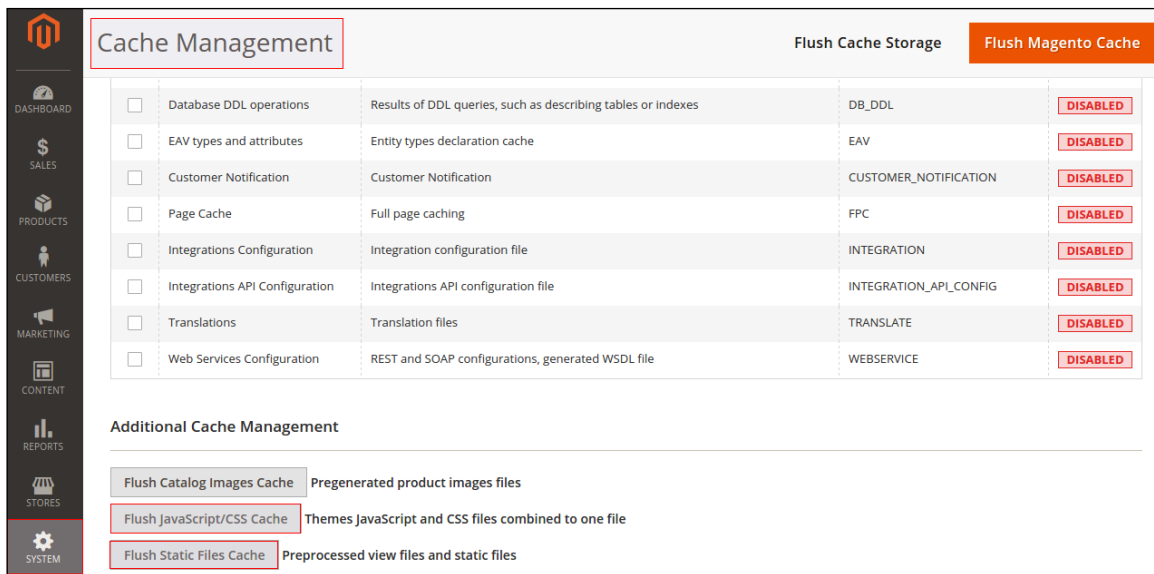 Cache Management
Flush Cache Storage
Flush Magento Cache
DASHBOARD
SALES
PRODUCTS
CUSTOMERS
MARKETING
CONTENT
REPORTS
STORES
SYSTEM
Database DDL operations Results of DDL queries, such as describing tables or indexes DB_DDL DISABLED
EAV types and attributes Entity types declaration cache EAV DISABLED
Customer Notification Customer Notification CUSTOMER_NOTIFICATION DISABLED
Page Cache Full page caching FPC DISABLED
Integrations Configuration Integration configuration file INTEGRATION DISABLED
Integrations API Configuration Integrations API configuration file INTEGRATION_API_CONFIG DISABLED
Translations Translation files TRANSLATE DISABLED
Web Services Configuration REST and SOAP configurations, generated WSDL file WEBSERVICE DISABLED
Additional Cache Management
Flush Catalog Images Cache Pregenerated product images files
Flush JavaScript/CSS Cache Themes JavaScript and CSS files combined to one file
Flush Static Files Cache Preprocessed view files and static files